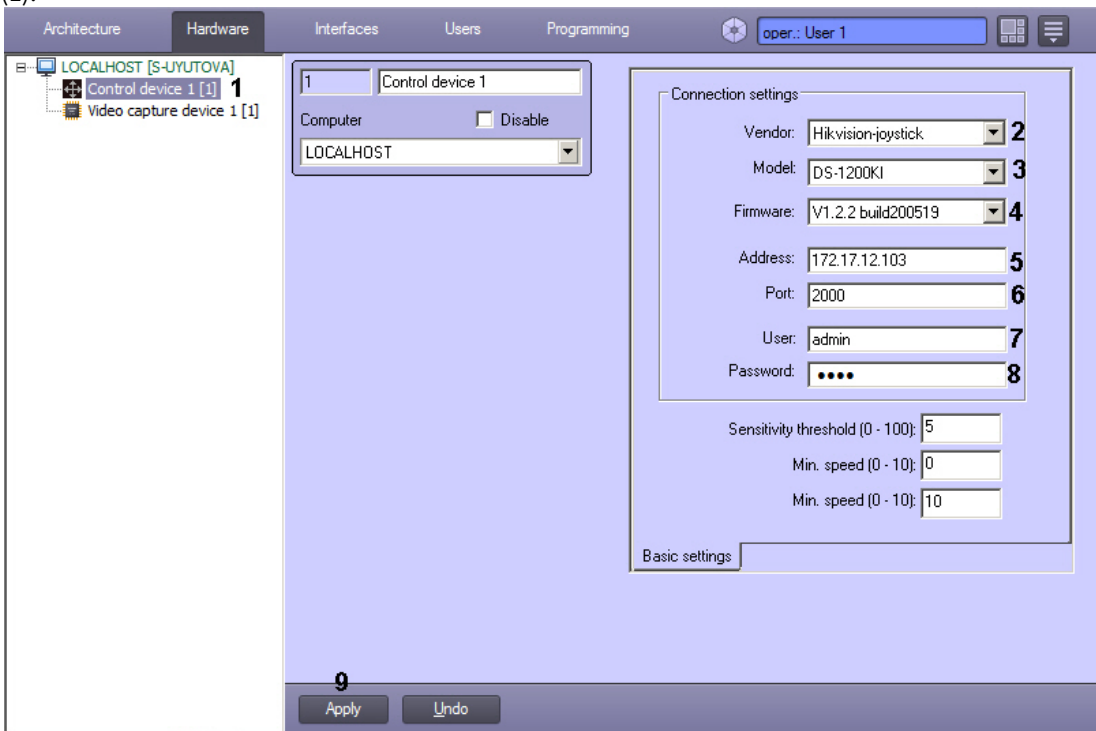 (2).
Architecture Hardware Interfaces Users Programming oper.: User 1
LOCALHOST [S-UYUTOVA]
Control device 1 [1] 1
Video capture device 1 [1]
1 Control device 1
Computer Disable
LOCALHOST
Connection settings
Vendor: Hikvision-joystick 2
Model: DS-1200KI 3
Firmware: V1.2.2 build200519 4
Address: 172.17.12.103 5
Port: 2000 6
User: admin 7
Password: •••• 8
Sensitivity threshold (0 - 100): 5
Min. speed (0 - 10): 0
Min. speed (0 - 10): 10
Basic settings
9
Apply Undo